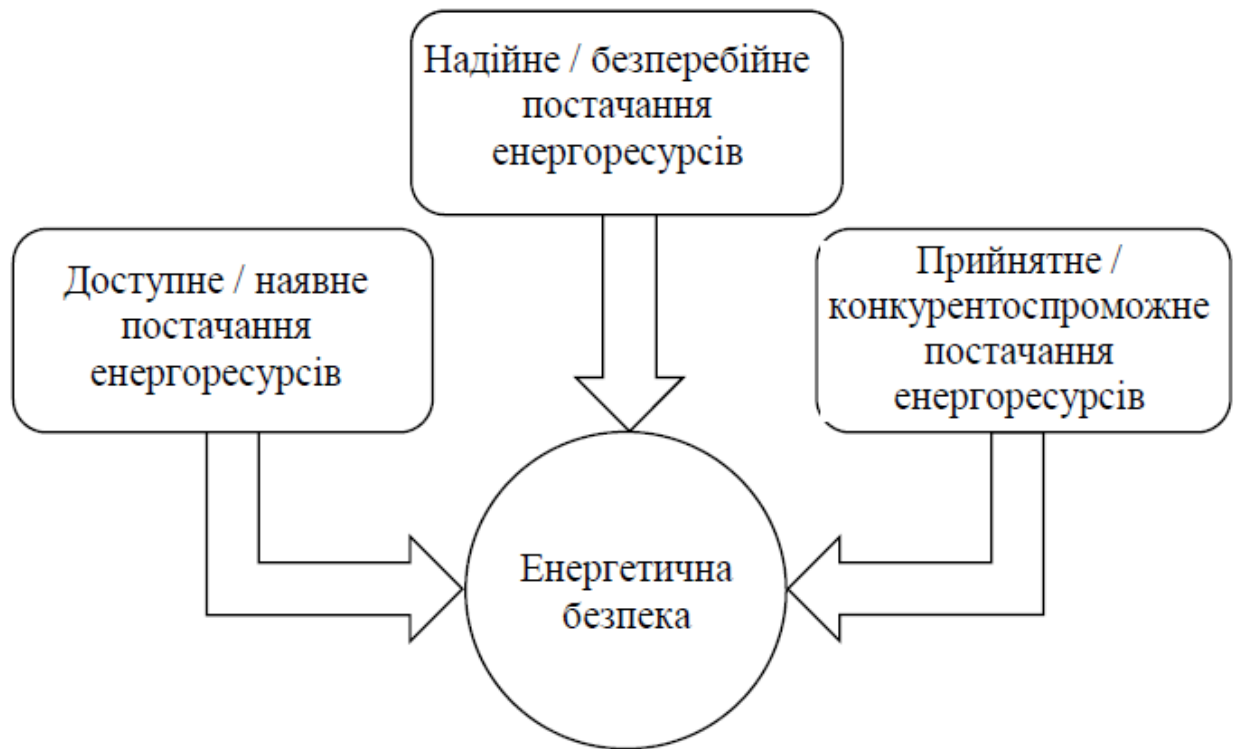 Надійне / безперебійне
постачання
енергоресурсів
Доступне / наявне
постачання
енергоресурсів
Прийнятне /
конкурентоспроможне
постачання
енергоресурсів
Енергетична
безпека